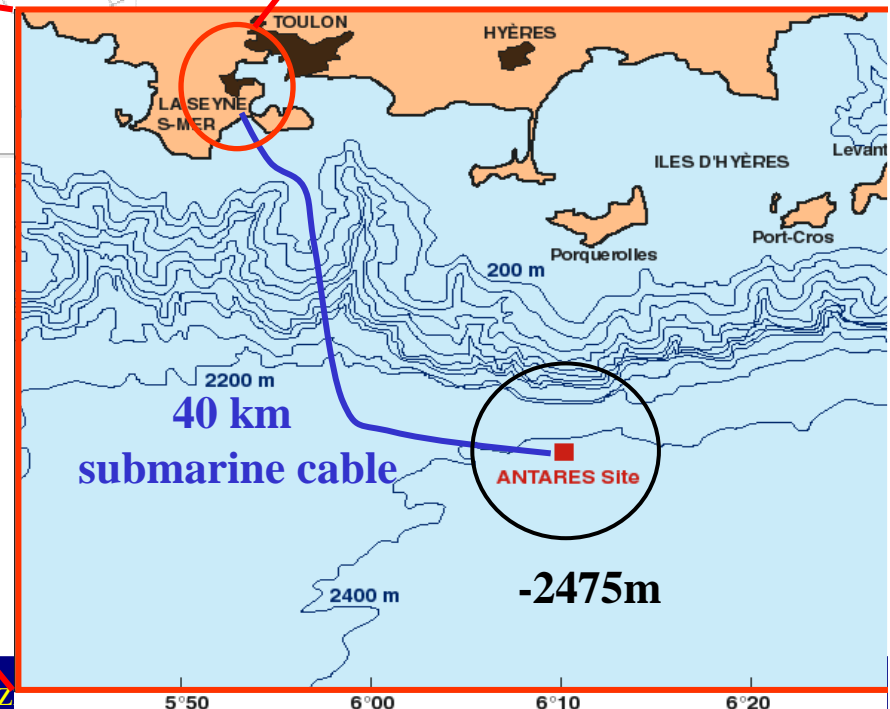 TOULON
HYÈRES
LA SEYNE
S-MER
ILES D'HYÈRES
Levant
Porquerolles
Port-Cros
200 m
2200 m
40 km
submarine cable
ANTARES Site
-2475m
2400 m
z
5°50
6°00
6°10
6°20